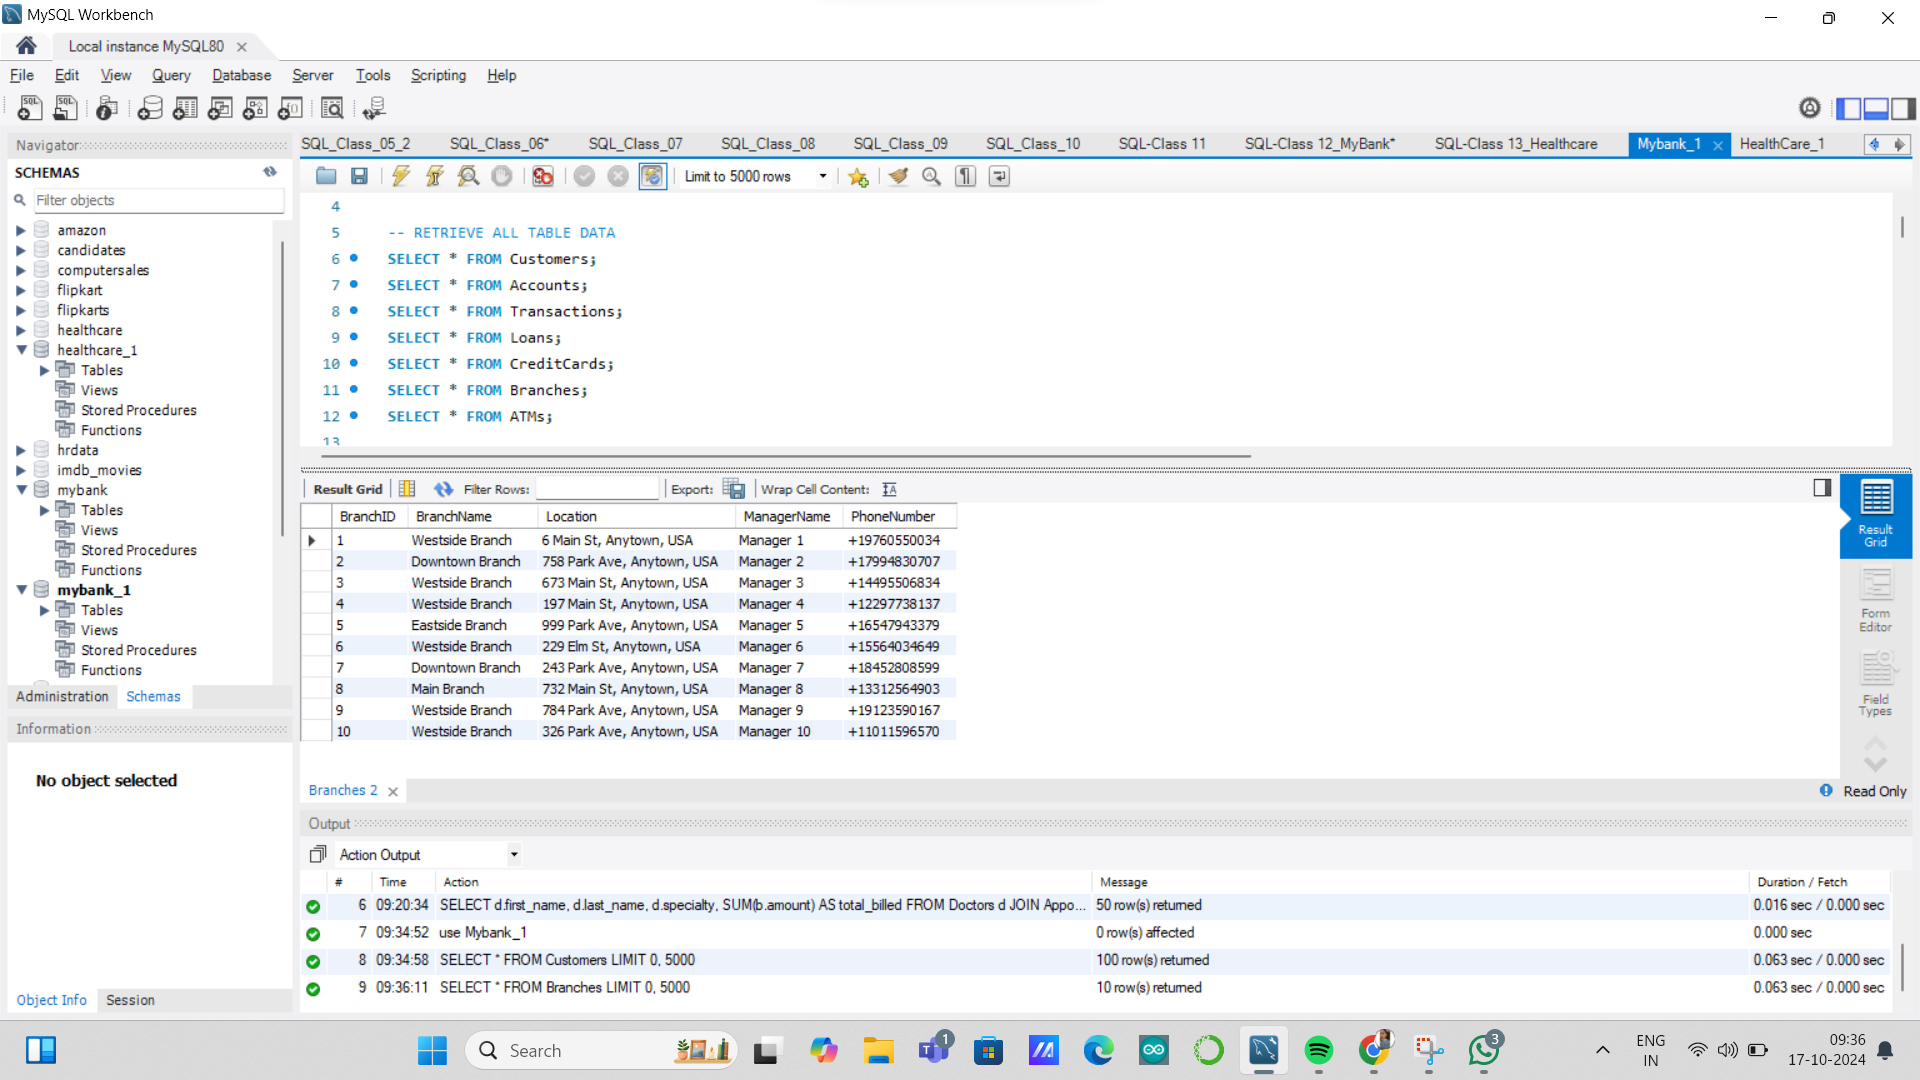 MySQL Workbench
Local instance MySQL80
File Edit View Query Database Server Tools Scripting Help
Navigator
SCHEMAS
Filter objects
amazon
candidates
computersales
flipkart
flipkarts
healthcare
healthcare_1
Tables
Views
Stored Procedures
Functions
hrdata
imdb_movies
mybank
Tables
Views
Stored Procedures
Functions
mybank_1
Tables
Views
Stored Procedures
Functions
Administration Schemas
Information
No object selected
Object Info Session
SQL_Class_05_2 SQL_Class_06* SQL_Class_07 SQL_Class_08 SQL_Class_09 SQL_Class_10 SQL-Class 11 SQL-Class 12_MyBank* SQL-Class 13_Healthcare Mybank_1 HealthCare_1
Limit to 5000 rows
4
5 -- RETRIEVE ALL TABLE DATA
6 SELECT * FROM Customers;
7 SELECT * FROM Accounts;
8 SELECT * FROM Transactions;
9 SELECT * FROM Loans;
10 SELECT * FROM CreditCards;
11 SELECT * FROM Branches;
12 SELECT * FROM ATMs;
13
Result Grid Filter Rows: Export: Wrap Cell Content:
BranchID BranchName Location ManagerName PhoneNumber
1 Westside Branch 6 Main St, Anytown, USA Manager 1 +19760550034
2 Downtown Branch 758 Park Ave, Anytown, USA Manager 2 +17994830707
3 Westside Branch 673 Main St, Anytown, USA Manager 3 +14495506834
4 Westside Branch 197 Main St, Anytown, USA Manager 4 +12297738137
5 Eastside Branch 999 Park Ave, Anytown, USA Manager 5 +16547943379
6 Westside Branch 229 Elm St, Anytown, USA Manager 6 +15564034649
7 Downtown Branch 243 Park Ave, Anytown, USA Manager 7 +18452808599
8 Main Branch 732 Main St, Anytown, USA Manager 8 +13312564903
9 Westside Branch 784 Park Ave, Anytown, USA Manager 9 +19123590167
10 Westside Branch 326 Park Ave, Anytown, USA Manager 10 +11011596570
Result
Grid
Form
Editor
Field
Types
Branches 2
Read Only
Output
Action Output
# Time Action Message Duration / Fetch
6 09:20:34 SELECT d.first_name, d.last_name, d.specialty, SUM(b.amount) AS total_billed FROM Doctors d JOIN Appo... 50 row(s) returned 0.016 sec / 0.000 sec
7 09:34:52 use Mybank_1 0 row(s) affected 0.000 sec
8 09:34:58 SELECT * FROM Customers LIMIT 0, 5000 100 row(s) returned 0.063 sec / 0.000 sec
9 09:36:11 SELECT * FROM Branches LIMIT 0, 5000 10 row(s) returned 0.063 sec / 0.000 sec
Search
1
3
ENG
IN
09:36
17-10-2024